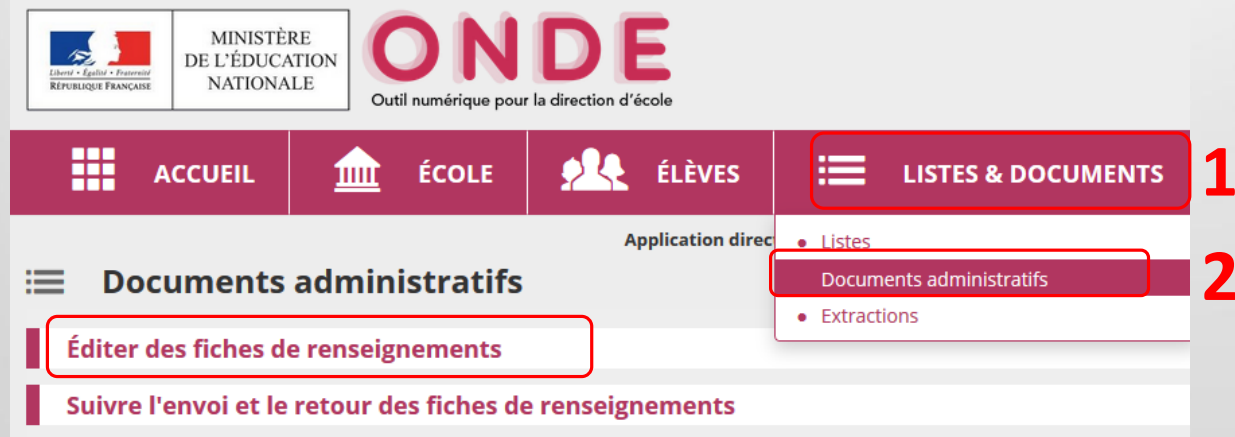 MINISTÈRE
DE L'ÉDUCATION
NATIONALE
Liberté • Égalité • Fraternité
RÉPUBLIQUE FRANÇAISE
ONDE
Outil numérique pour la direction d'école
ACCUEIL
ÉCOLE
ÉLÈVES
LISTES & DOCUMENTS
1
Application direc
• Listes
Documents administratifs
2
• Extractions
Documents administratifs
Éditer des fiches de renseignements
Suivre l'envoi et le retour des fiches de renseignements